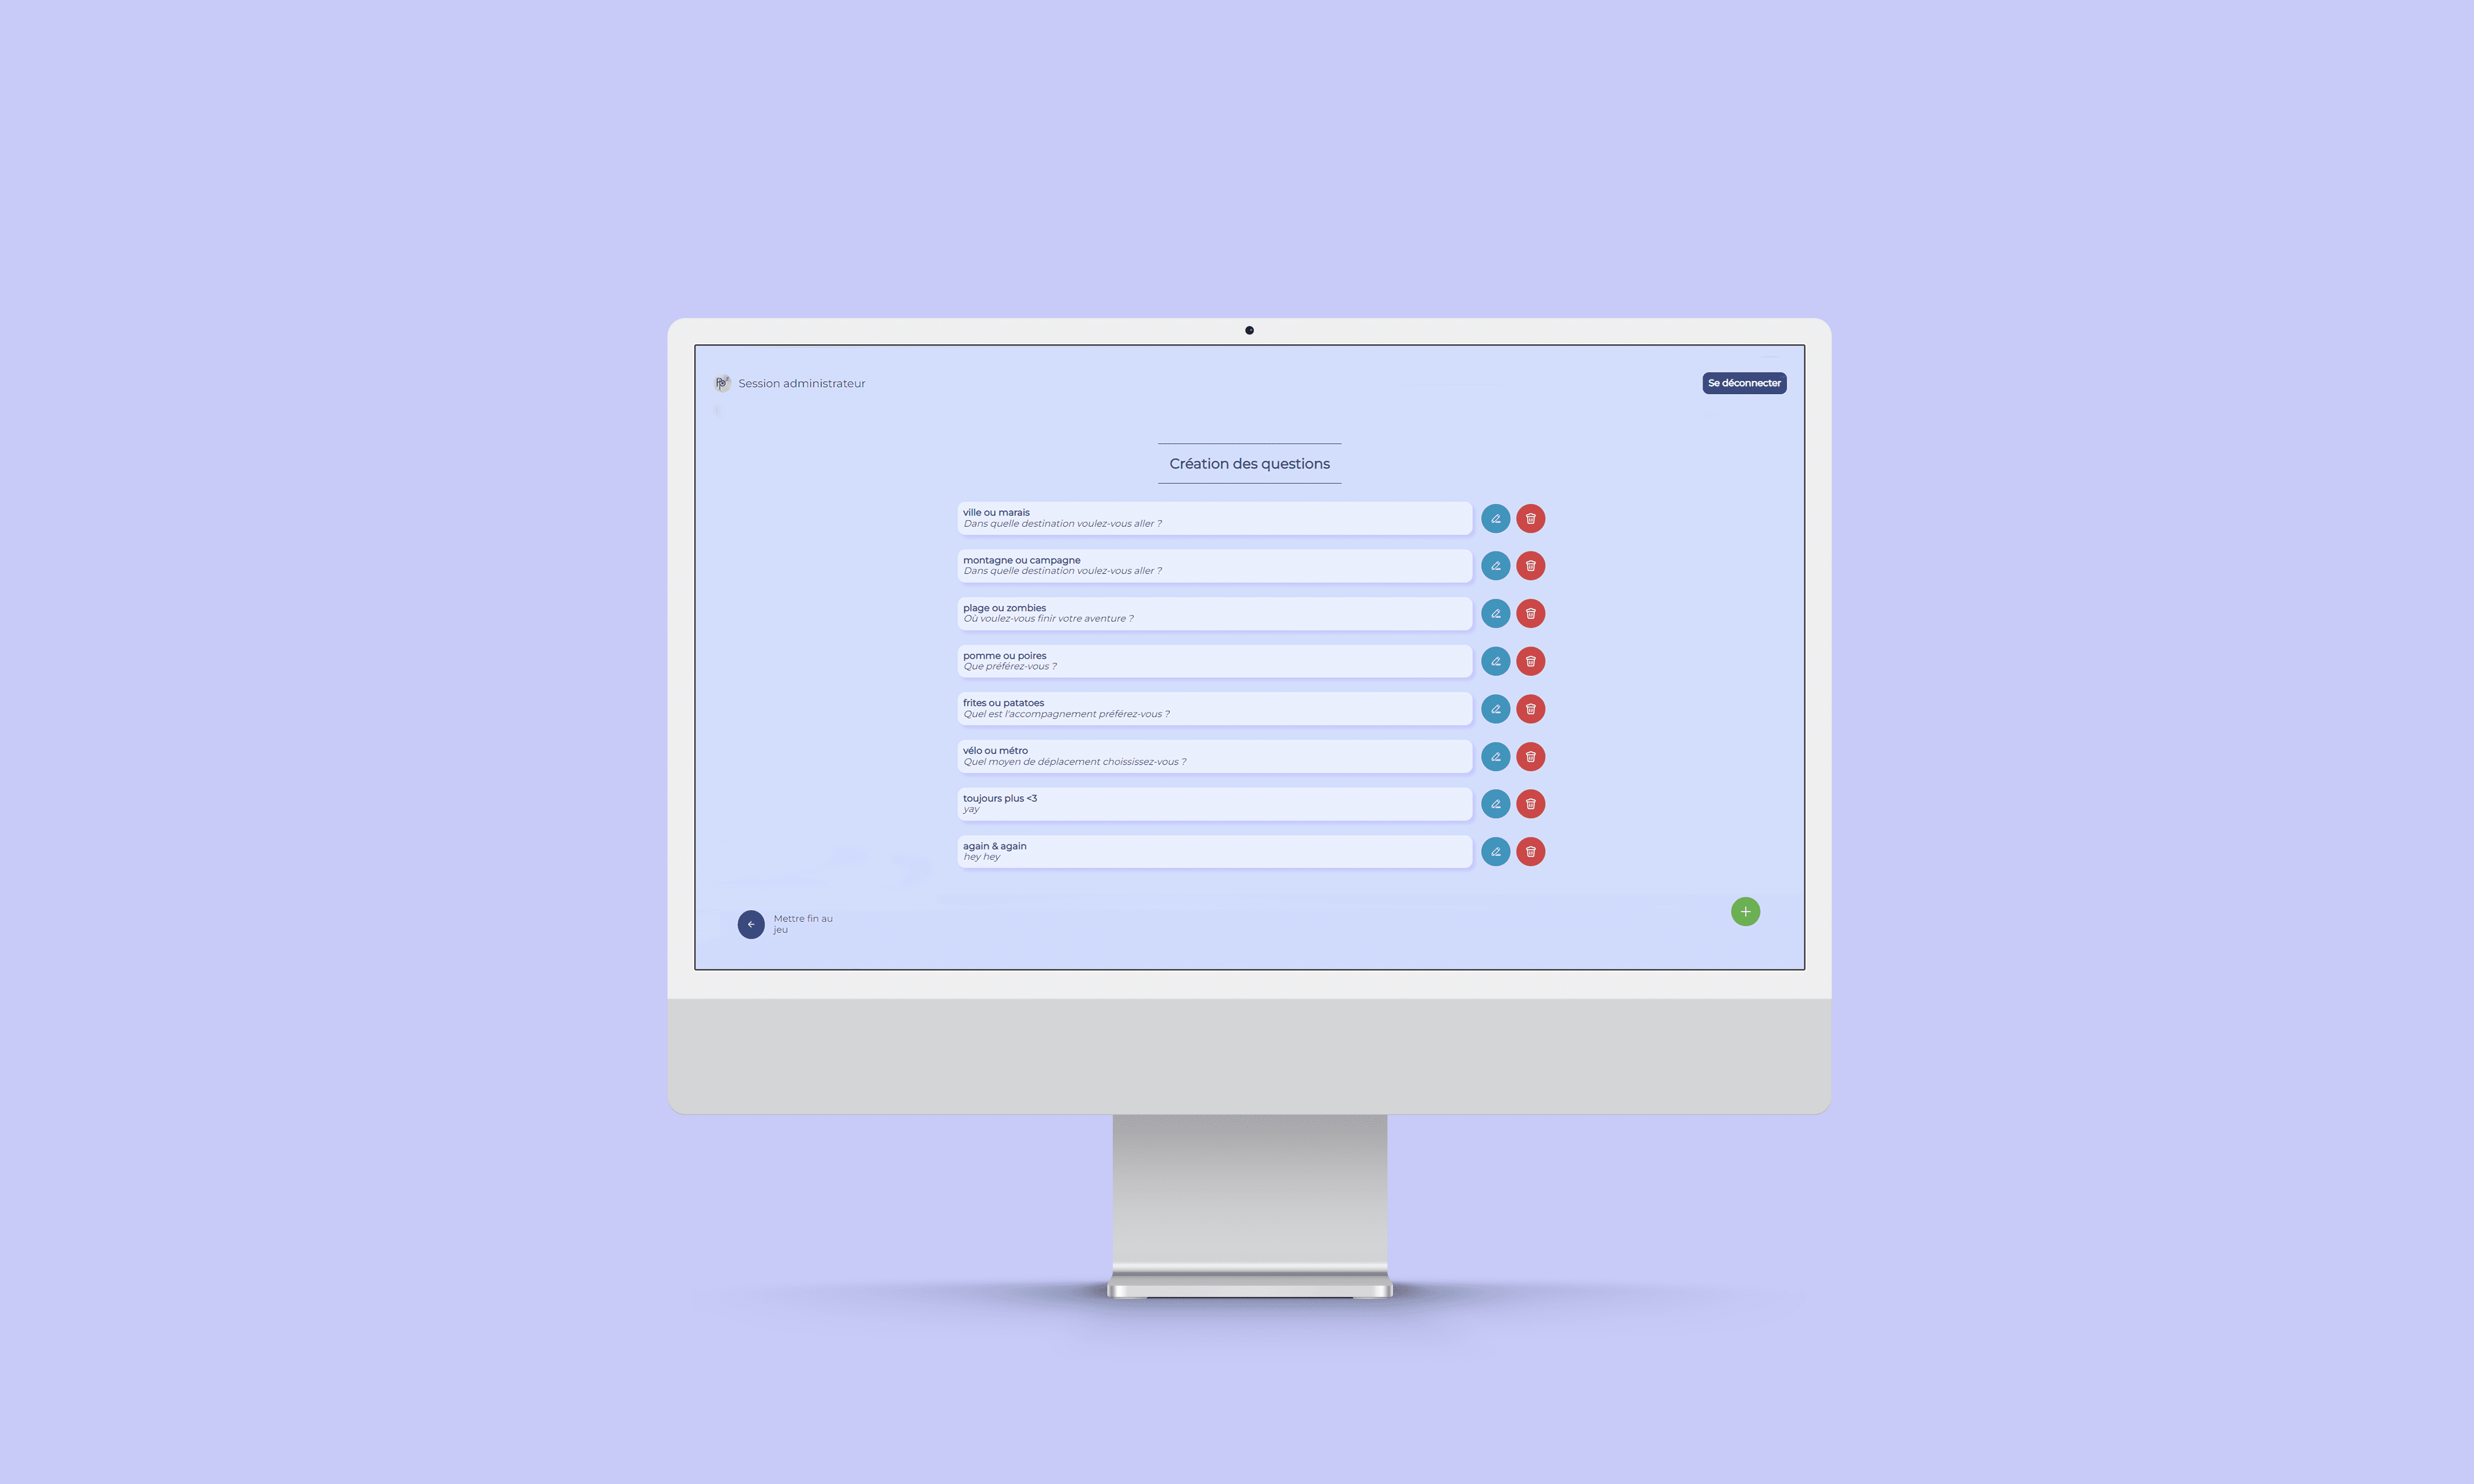 Session administrateur
Se déconnecter
Création des questions
ville ou marais
Dans quelle destination voulez-vous aller ?
montagne ou campagne
Dans quelle destination voulez-vous aller ?
plage ou zombies
Où voulez-vous finir votre aventure ?
pomme ou poires
Que préférez-vous ?
frites ou patatoes
Quel est l'accompagnement préférez-vous ?
vélo ou métro
Quel moyen de déplacement choississez-vous ?
toujours plus <3
yay
again & again
hey hey
Mettre fin au
jeu